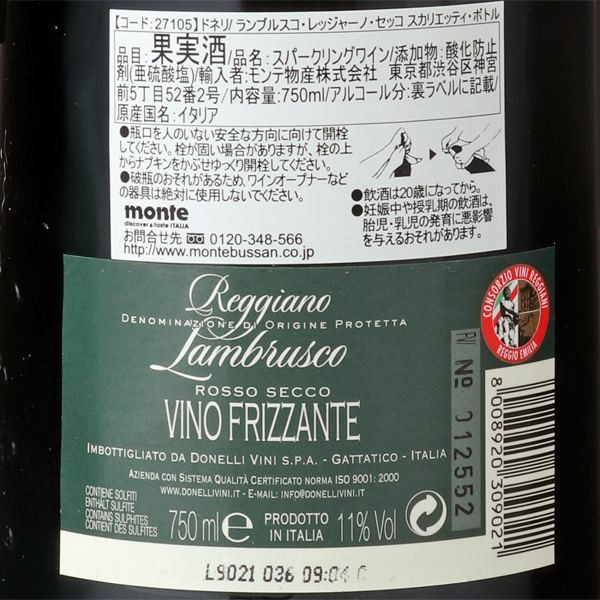 【コード:27105】ドネリ/ ランブルスコ・レッジャーノ・セッコ スカリエッティ・ボトル
品目:果実酒/品名:スパークリングワイン/添加物:酸化防止
剤(亜硫酸塩)/輸入者:モンテ物産株式会社 東京都渋谷区神宮
前5丁目52番2号/内容量:750ml/アルコール分:裏ラベルに記載/
原産国名:イタリア
●瓶口を人のいない安全な方向に向けて開栓
してください。栓が固い場合がありますが、栓の上
からナプキンをかぶせゆっくり開栓してください。
●破瓶のおそれがあるため、ワインオープナーなど
の器具は絶対に使用しないでください。
●飲酒は20歳になってから。
●妊娠中や授乳期の飲酒は、
胎児・乳児の発育に悪影響
を与えるおそれがあります。
monte
discover a taste ITALIA
お問合せ先 0120-348-566
http://www.montebussan.co.jp
Reggiano
DENOMINAZIONE DI ORIGINE PROTETTA
Lambrusco
ROSSO SECCO
VINO FRIZZANTE
IMBOTTIGLIATO DA DONELLI VINI S.P.A. - GATTATICO - ITALIA
AZIENDA CON SISTEMA QUALITÀ CERTIFICATO NORMA ISO 9001: 2000
WWW.DONELLIVINI.IT - E-MAIL: INFO@DONELLIVINI.IT
CONTIENE SOLFITI
ENTHÄLT SULFITE
CONTAINS SULPHITES
CONTIENT DES SULFITES
750 ml e
PRODOTTO
IN ITALIA
11% Vol
CONSORZIO VINI REGGIANI
REGGIO EMILIA
Nº 012552
8008920309021
L9021 036 09:04